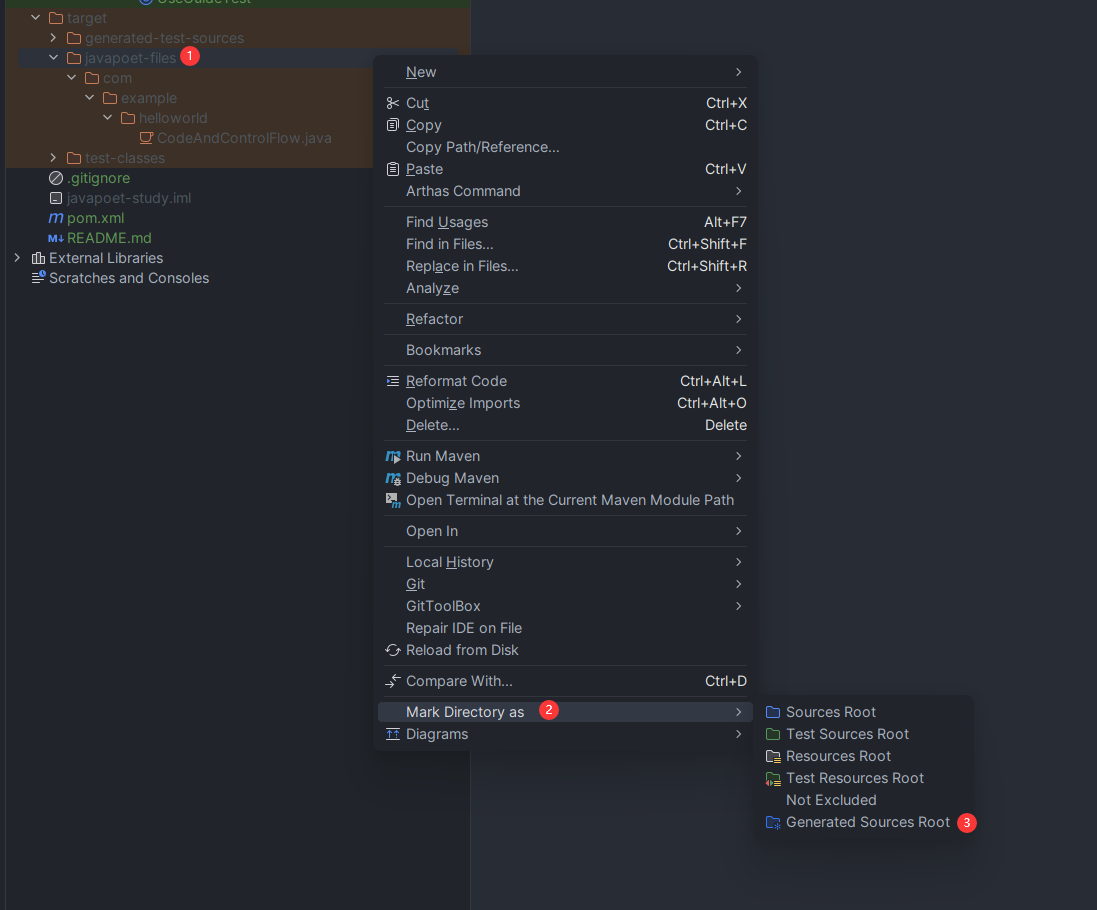 UseGuideTest
target
generated-test-sources
javapoet-files 1
com
example
helloworld
CodeAndControlFlow.java
test-classes
.gitignore
javapoet-study.iml
m pom.xml
M↓ README.md
External Libraries
Scratches and Consoles
New
Cut Ctrl+X
Copy Ctrl+C
Copy Path/Reference...
Paste Ctrl+V
Arthas Command
Find Usages Alt+F7
Find in Files... Ctrl+Shift+F
Replace in Files... Ctrl+Shift+R
Analyze
Refactor
Bookmarks
Reformat Code Ctrl+Alt+L
Optimize Imports Ctrl+Alt+O
Delete... Delete
Run Maven
Debug Maven
Open Terminal at the Current Maven Module Path
Open In
Local History
Git
GitToolBox
Repair IDE on File
Reload from Disk
Compare With... Ctrl+D
Mark Directory as 2
Diagrams
Sources Root
Test Sources Root
Resources Root
Test Resources Root
Not Excluded
Generated Sources Root 3